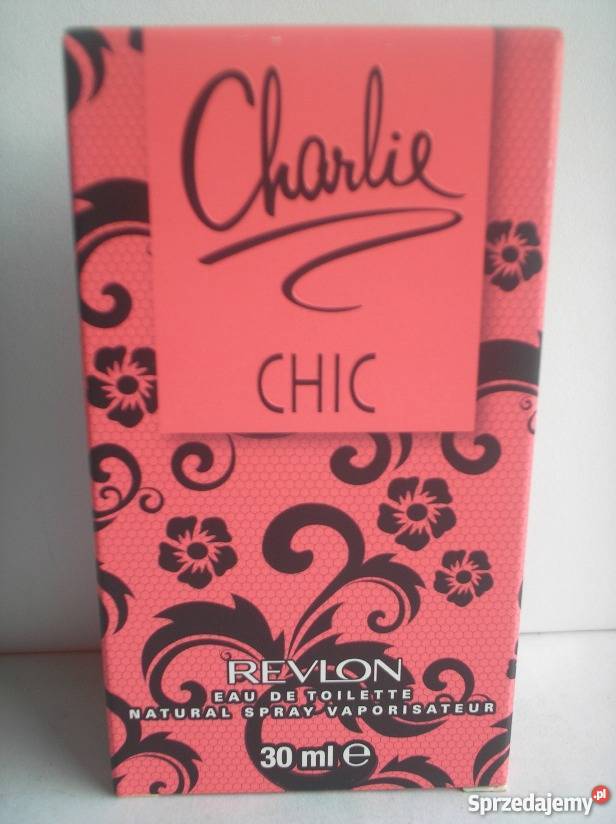 Charlie
CHIC
REVLON
EAU DE TOILETTE
NATURAL SPRAY VAPORISATEUR
30 ml ℮
Sprzedajemy.pl